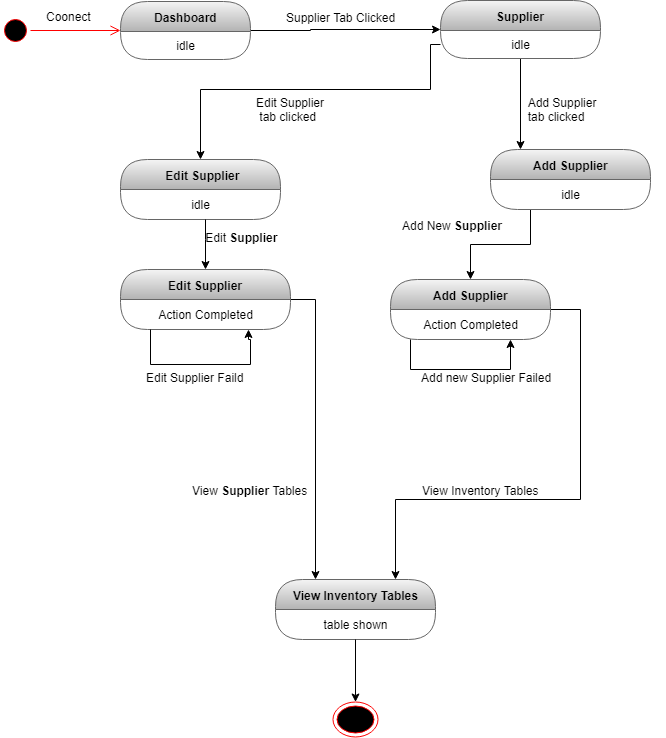 Coonect
Dashboard
idle
Supplier Tab Clicked
Supplier
idle
Edit Supplier
tab clicked
Add Supplier
tab clicked
Edit Supplier
idle
Add Supplier
idle
Edit Supplier
Add New Supplier
Edit Supplier
Action Completed
Add Supplier
Action Completed
Edit Supplier Faild
Add new Supplier Failed
View Supplier Tables
View Inventory Tables
View Inventory Tables
table shown